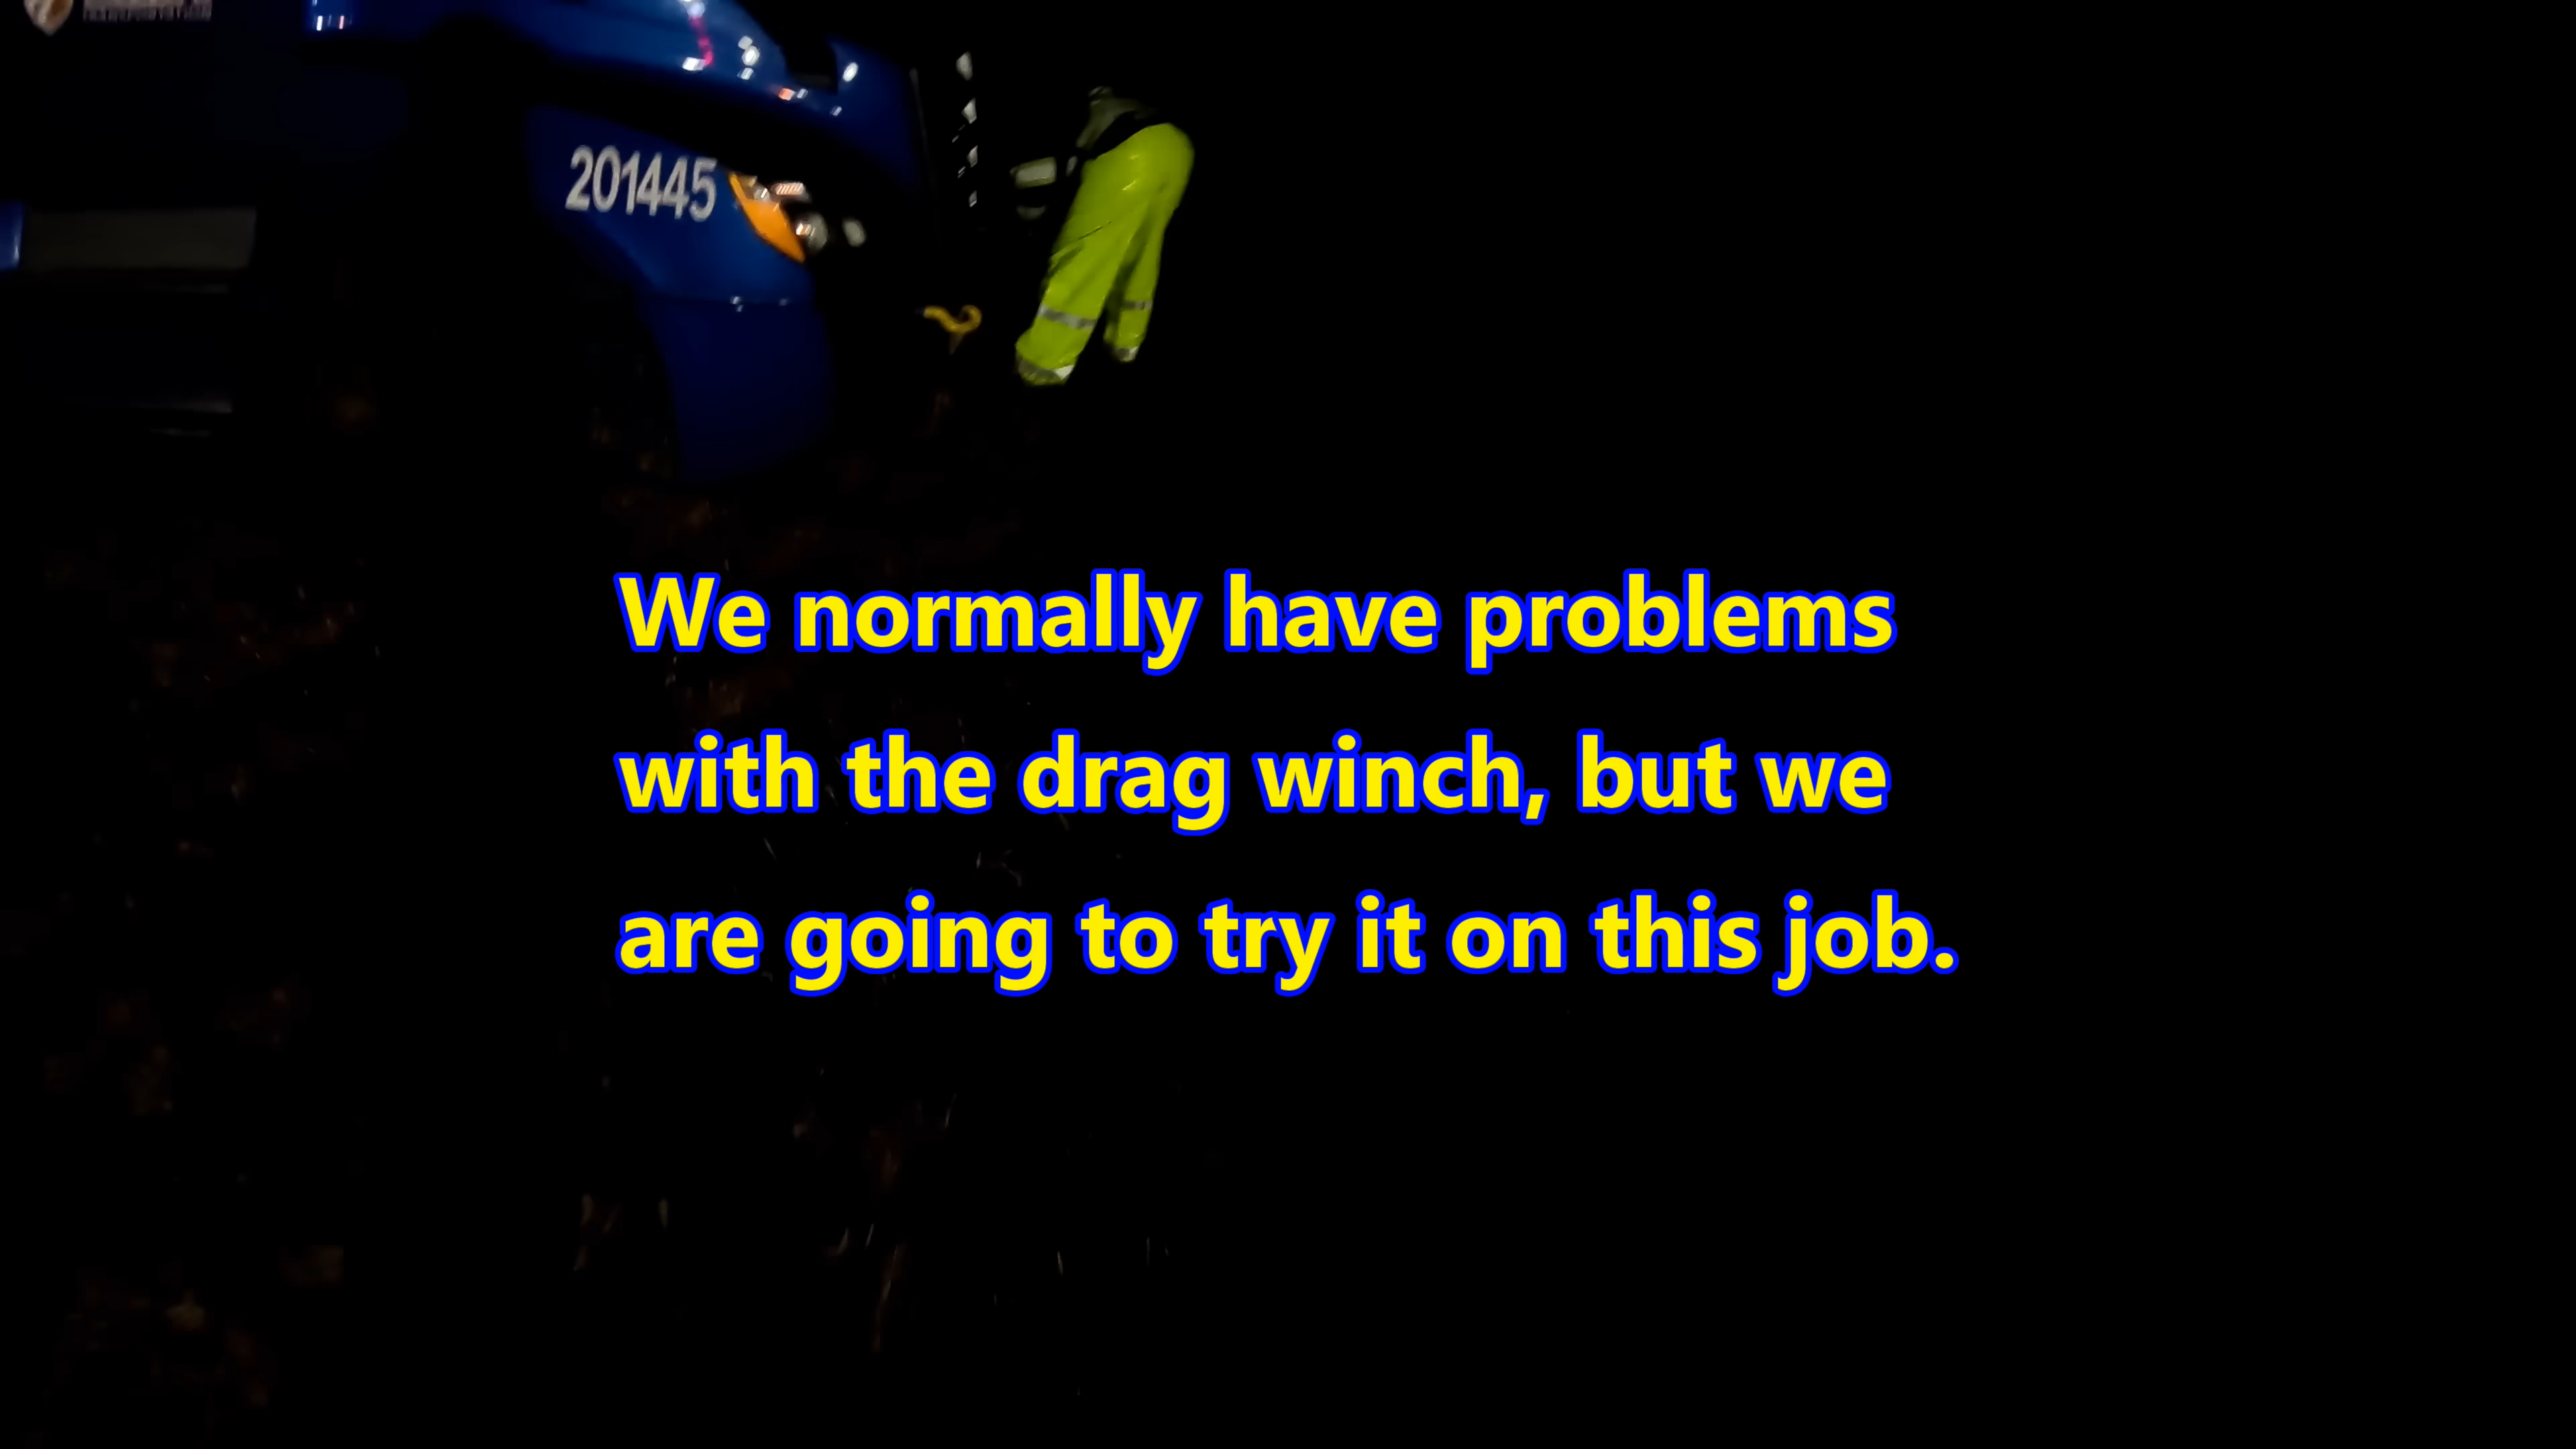 201445
We normally have problems
with the drag winch, but we
are going to try it on this job.